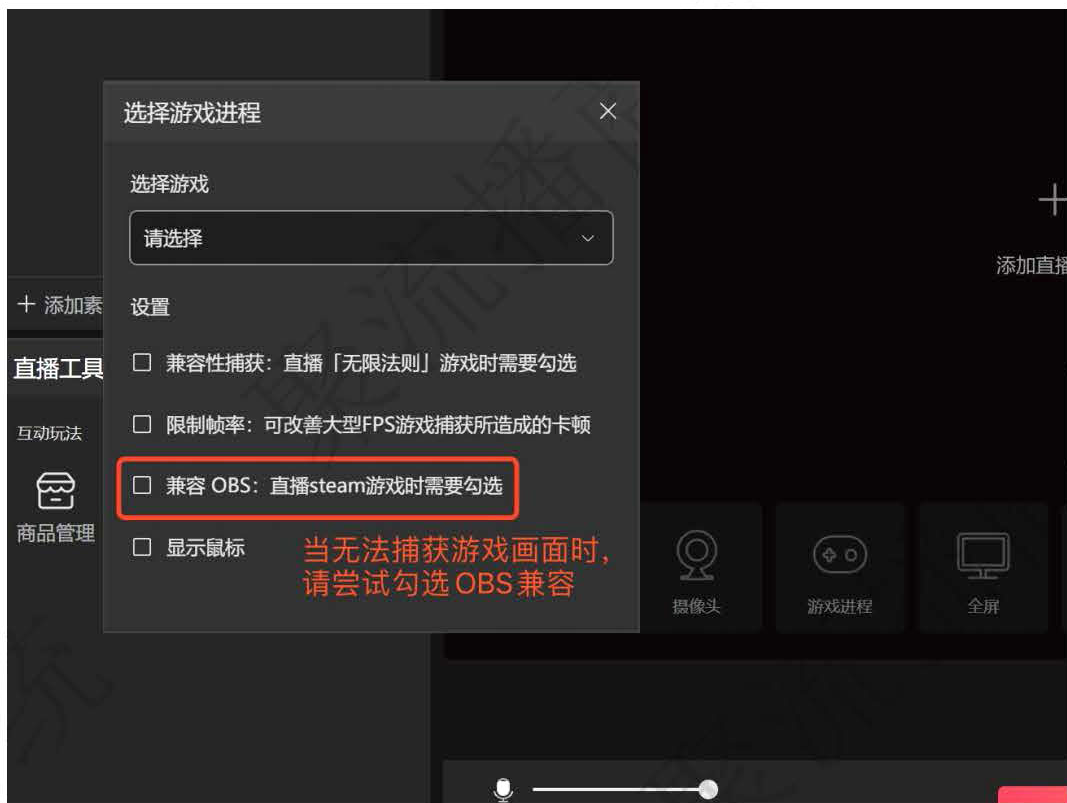 选择游戏进程
选择游戏
请选择
添加直播
+ 添加素
设置
直播工具
兼容性捕获：直播「无限法则」游戏时需要勾选
限制帧率：可改善大型FPS游戏捕获所造成的卡顿
互动玩法
兼容 OBS：直播steam游戏时需要勾选
商品管理
显示鼠标
当无法捕获游戏画面时，
请尝试勾选OBS兼容
摄像头
游戏进程
全屏
聚流播